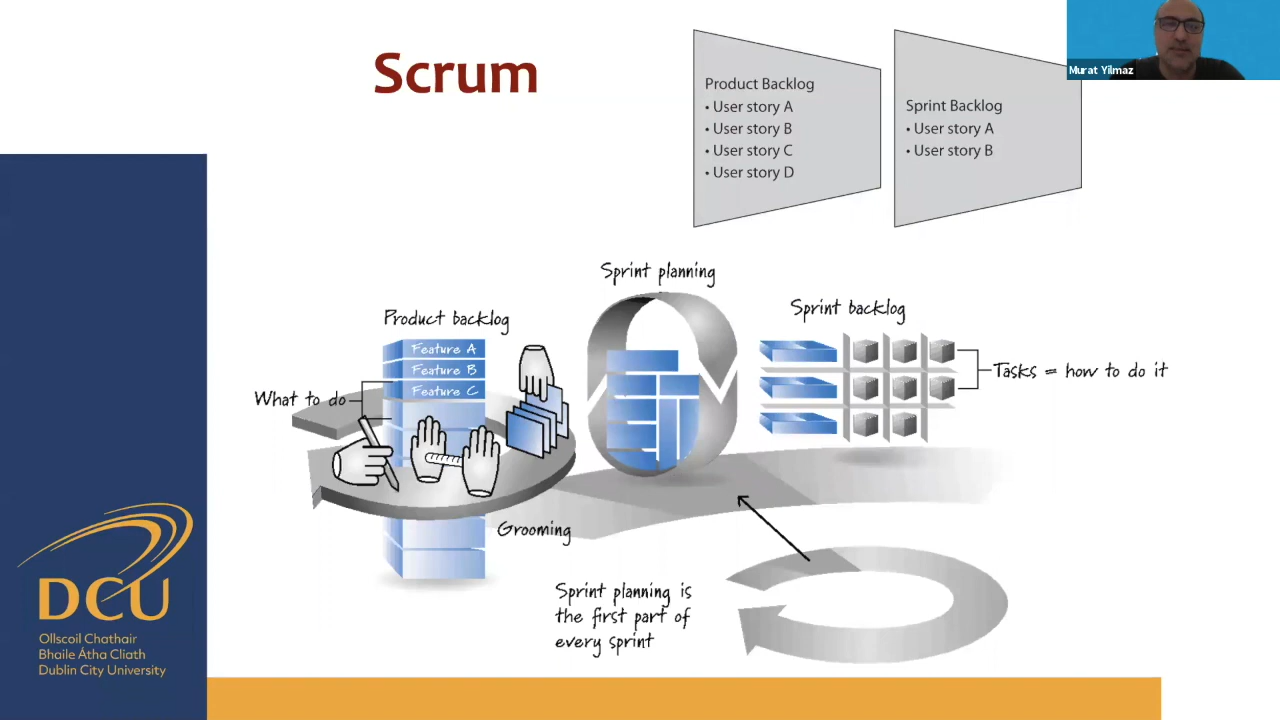 Scrum
Product Backlog
• User story A
• User story B
• User story C
• User story D
Sprint Backlog
• User story A
• User story B
Murat Yilmaz
Sprint planning
Product backlog
Sprint backlog
Feature A
Feature B
Feature C
What to do
Tasks = how to do it
Grooming
Sprint planning is
the first part of
every sprint
DCU
Ollscoil Chathair
Bhaile Átha Cliath
Dublin City University